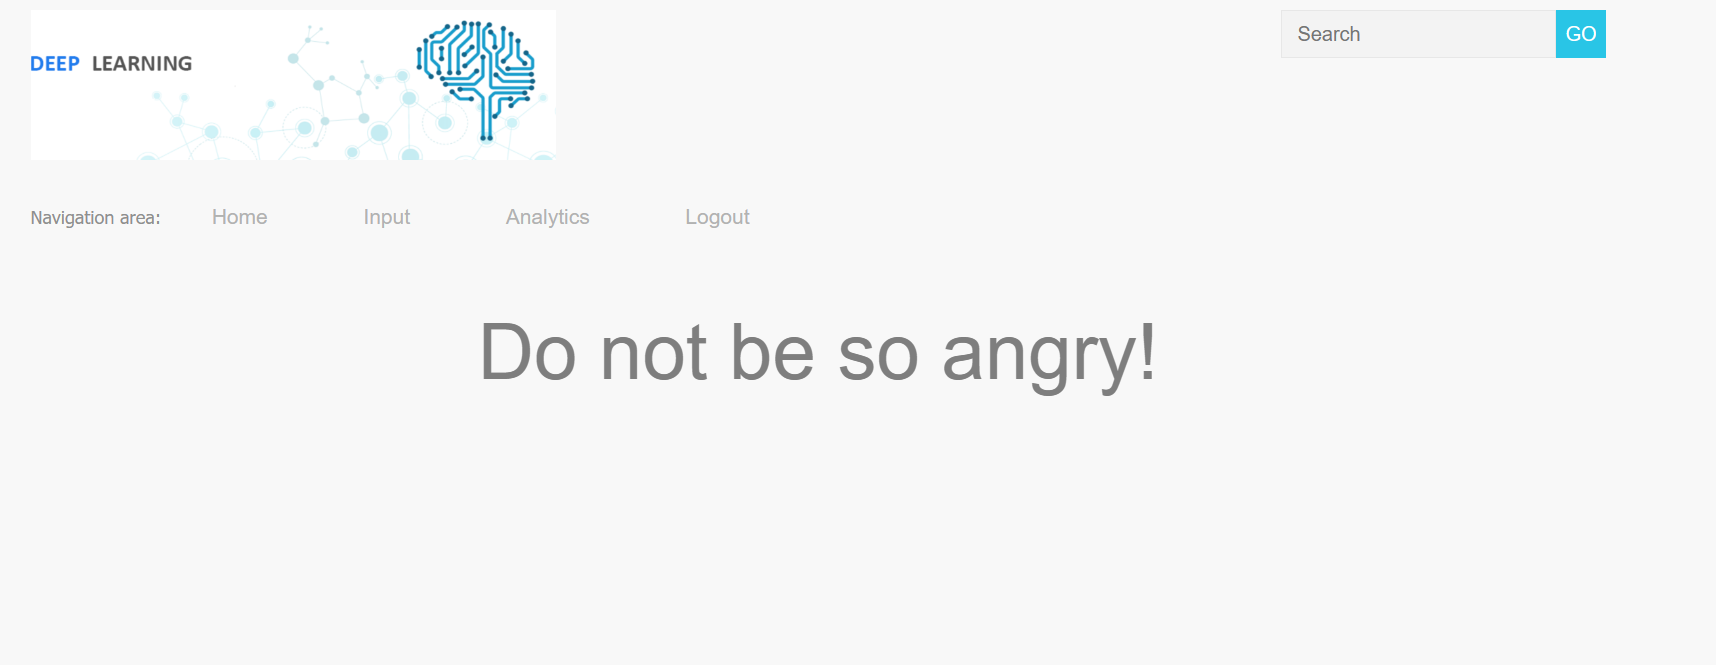 DEEP LEARNING
Search GO
Navigation area: Home Input Analytics Logout
Do not be so angry!